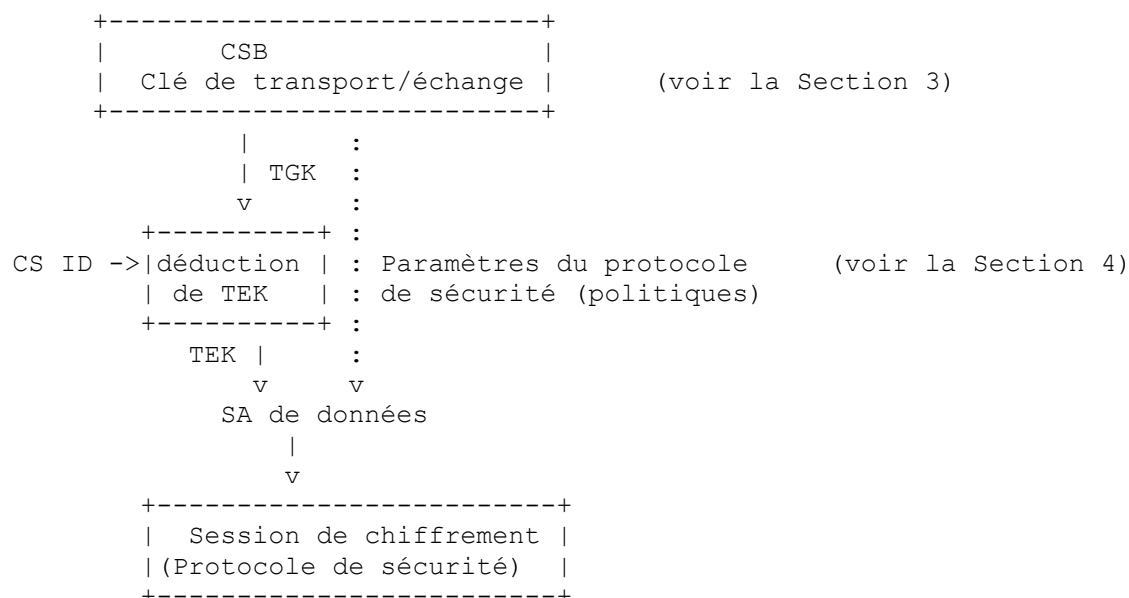 CSB
Clé de transport/échange (voir la Section 3)
TGK
CS ID -> déduction Paramètres du protocole (voir la Section 4)
de TEK de sécurité (politiques)
TEK
v v
SA de données
v
Session de chiffrement
(Protocole de sécurité)